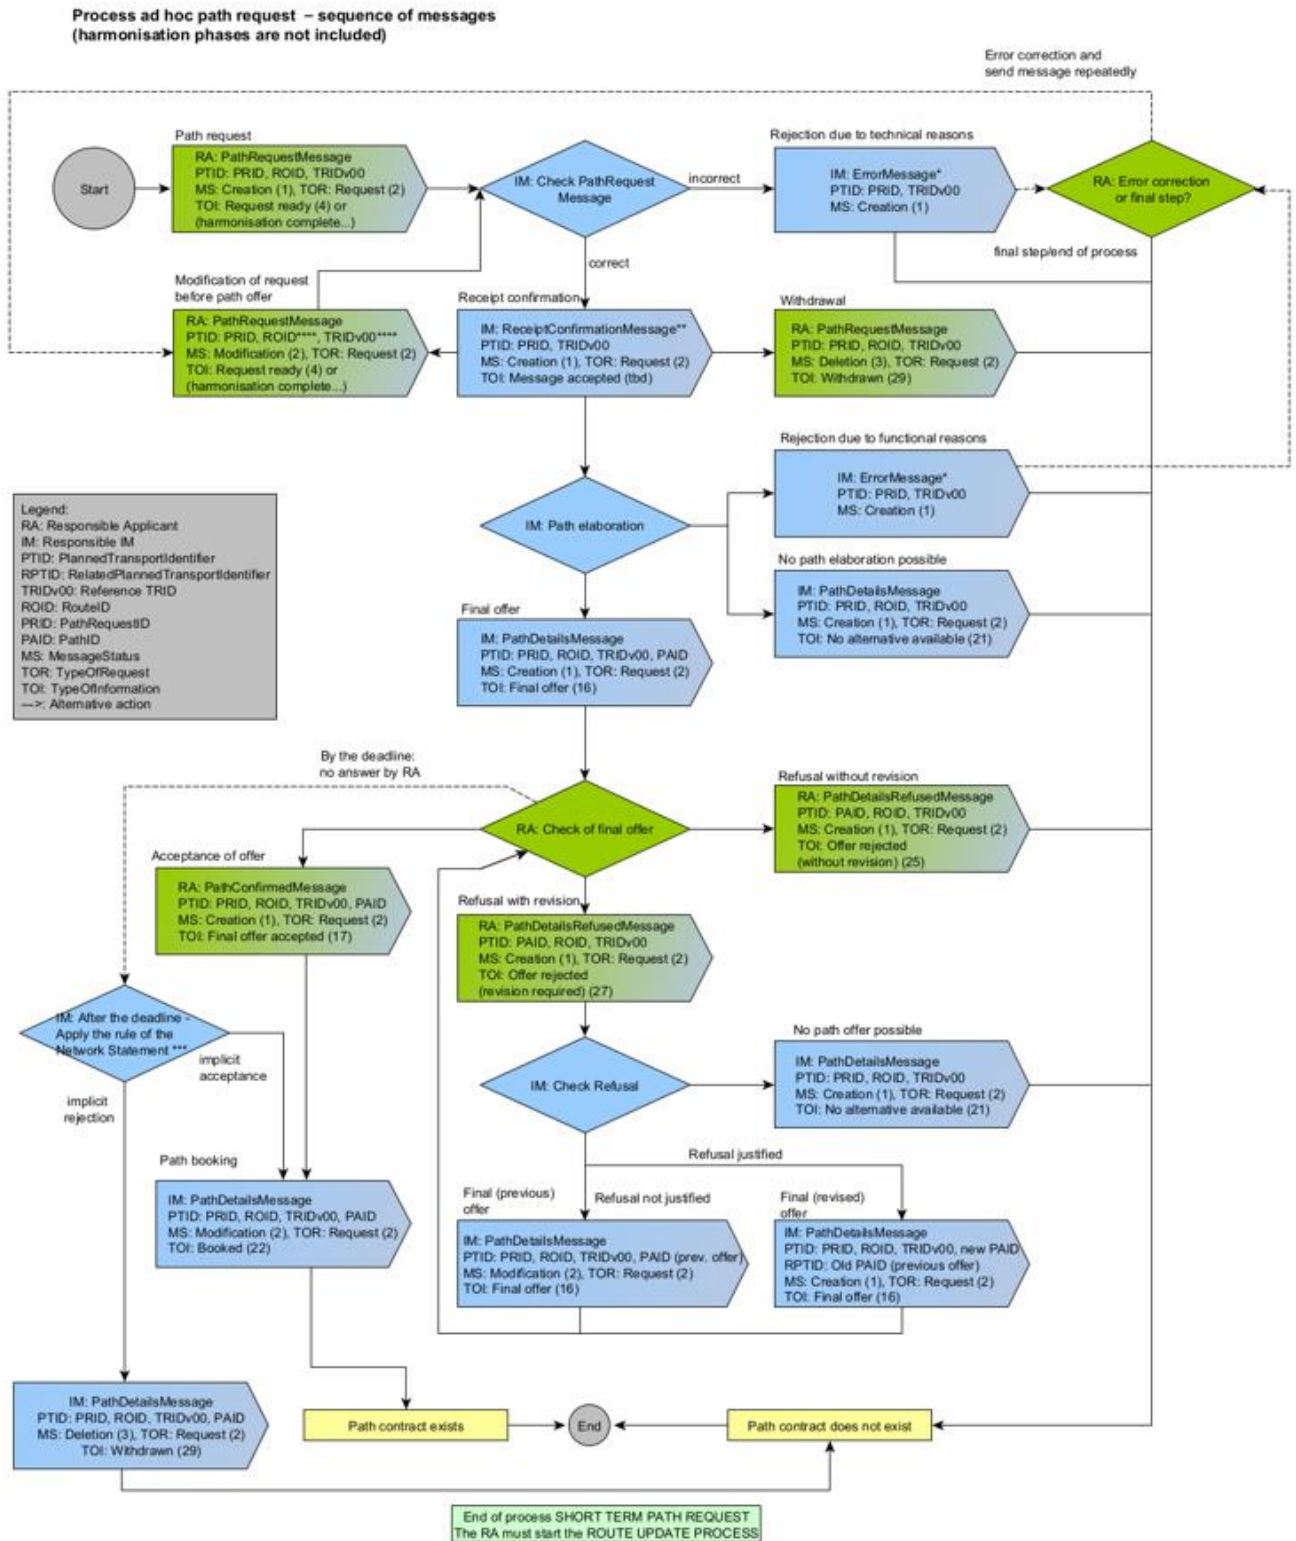 Process ad hoc path request – sequence of messages
(harmonisation phases are not included)
Error correction and
send message repeatedly
Start
Path request
RA: PathRequestMessage
PTID: PRID, ROID, TRIDv00
MS: Creation (1), TOR: Request (2)
TOI: Request ready (4) or
(harmonisation complete...)
IM: Check PathRequest
Message
incorrect
correct
Rejection due to technical reasons
IM: ErrorMessage*
PTID: PRID, TRIDv00
MS: Creation (1)
RA: Error correction
or final step?
final step/end of process
Modification of request
before path offer
RA: PathRequestMessage
PTID: PRID, ROID****, TRIDv00****
MS: Modification (2), TOR: Request (2)
TOI: Request ready (4) or
(harmonisation complete...)
Receipt confirmation
IM: ReceiptConfirmationMessage**
PTID: PRID, TRIDv00
MS: Creation (1), TOR: Request (2)
TOI: Message accepted (tbd)
Withdrawal
RA: PathRequestMessage
PTID: PRID, ROID, TRIDv00
MS: Deletion (3), TOR: Request (2)
TOI: Withdrawn (29)
Rejection due to functional reasons
IM: ErrorMessage*
PTID: PRID, TRIDv00
MS: Creation (1)
Legend:
RA: Responsible Applicant
IM: Responsible IM
PTID: PlannedTransportIdentifier
RPTID: RelatedPlannedTransportIdentifier
TRIDv00: Reference TRID
ROID: RouteID
PRID: PathRequestID
PAID: PathID
MS: MessageStatus
TOR: TypeOfRequest
TOI: TypeOfInformation
--->: Alternative action
IM: Path elaboration
No path elaboration possible
IM: PathDetailsMessage
PTID: PRID, ROID, TRIDv00
MS: Creation (1), TOR: Request (2)
TOI: No alternative available (21)
Final offer
IM: PathDetailsMessage
PTID: PRID, ROID, TRIDv00, PAID
MS: Creation (1), TOR: Request (2)
TOI: Final offer (16)
By the deadline:
no answer by RA
RA: Check of final offer
Refusal without revision
RA: PathDetailsRefusedMessage
PTID: PAID, ROID, TRIDv00
MS: Creation (1), TOR: Request (2)
TOI: Offer rejected
(without revision) (25)
Acceptance of offer
RA: PathConfirmedMessage
PTID: PRID, ROID, TRIDv00, PAID
MS: Creation (1), TOR: Request (2)
TOI: Final offer accepted (17)
Refusal with revision
RA: PathDetailsRefusedMessage
PTID: PAID, ROID, TRIDv00
MS: Creation (1), TOR: Request (2)
TOI: Offer rejected
(revision required) (27)
IM: After the deadline -
Apply the rule of the
Network Statement ***
implicit
acceptance
implicit
rejection
IM: Check Refusal
No path offer possible
IM: PathDetailsMessage
PTID: PRID, ROID, TRIDv00
MS: Creation (1), TOR: Request (2)
TOI: No alternative available (21)
Refusal justified
Refusal not justified
Path booking
IM: PathDetailsMessage
PTID: PRID, ROID, TRIDv00, PAID
MS: Modification (2), TOR: Request (2)
TOI: Booked (22)
Final (previous)
offer
IM: PathDetailsMessage
PTID: PRID, ROID, TRIDv00, PAID (prev. offer)
MS: Modification (2), TOR: Request (2)
TOI: Final offer (16)
Final (revised)
offer
IM: PathDetailsMessage
PTID: PRID, ROID, TRIDv00, new PAID
RPTID: Old PAID (previous offer)
MS: Creation (1), TOR: Request (2)
TOI: Final offer (16)
IM: PathDetailsMessage
PTID: PRID, ROID, TRIDv00, PAID
MS: Deletion (3), TOR: Request (2)
TOI: Withdrawn (29)
Path contract exists
End
Path contract does not exist
End of process SHORT TERM PATH REQUEST
The RA must start the ROUTE UPDATE PROCESS